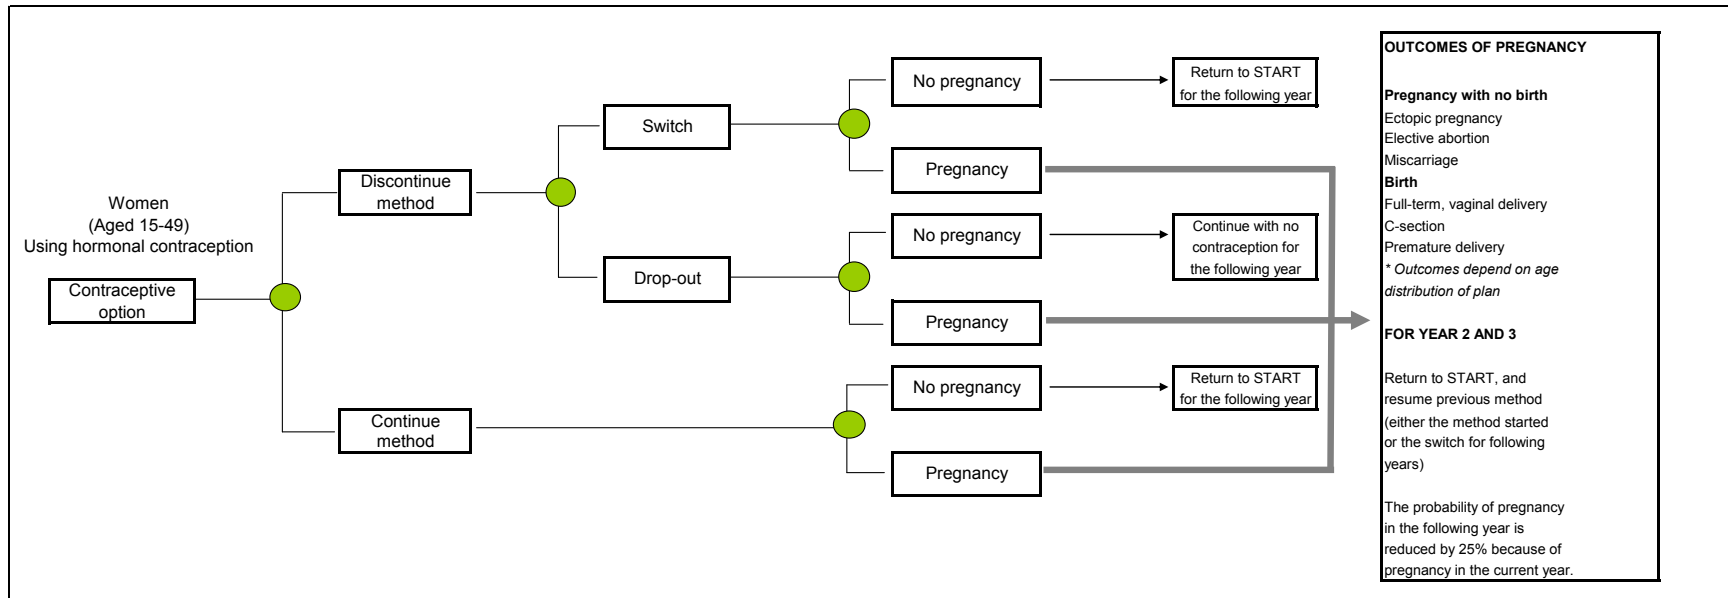 Women
(Aged 15-49)
Using hormonal contraception
Contraceptive
option
Discontinue
method
Continue
method
Switch
Drop-out
No pregnancy
Pregnancy
No pregnancy
Pregnancy
No pregnancy
Pregnancy
Return to START
for the following year
Continue with no
contraception for
the following year
Return to START
for the following year
OUTCOMES OF PREGNANCY
Pregnancy with no birth
Ectopic pregnancy
Elective abortion
Miscarriage
Birth
Full-term, vaginal delivery
C-section
Premature delivery
* Outcomes depend on age
distribution of plan
FOR YEAR 2 AND 3
Return to START, and
resume previous method
(either the method started
or the switch for following
years)
The probability of pregnancy
in the following year is
reduced by 25% because of
pregnancy in the current year.